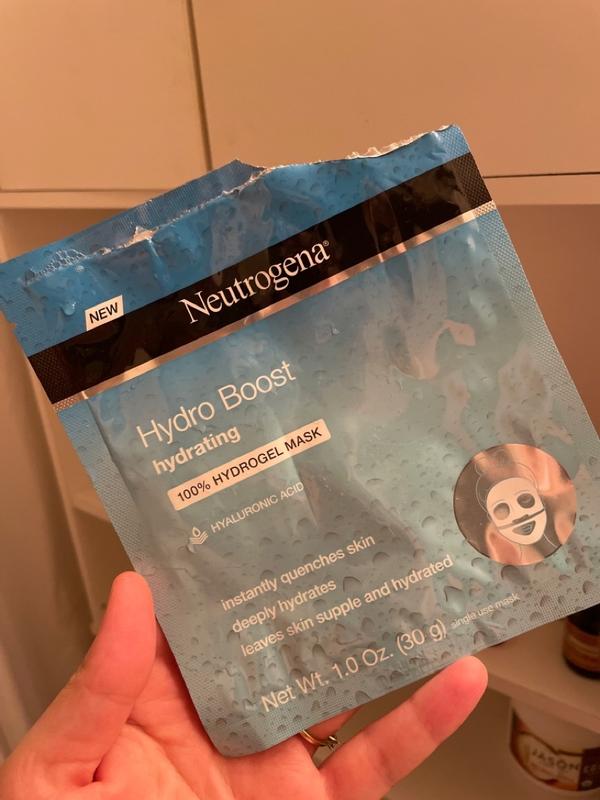 NEW
Neutrogena®
Hydro Boost
hydrating
100% HYDROGEL MASK
HYALURONIC ACID
instantly quenches skin
deeply hydrates
leaves skin supple and hydrated
Net Wt. 1.0 Oz. (30 g) single use mask
JASON